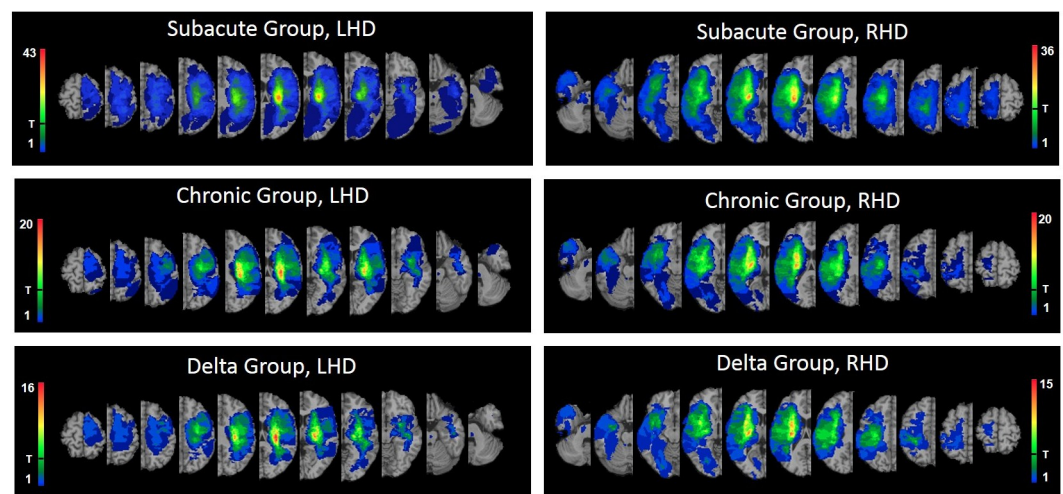 Subacute Group, LHD
43
T
1
Subacute Group, RHD
36
T
1
Chronic Group, LHD
20
T
1
Chronic Group, RHD
20
T
1
Delta Group, LHD
16
T
1
Delta Group, RHD
15
T
1